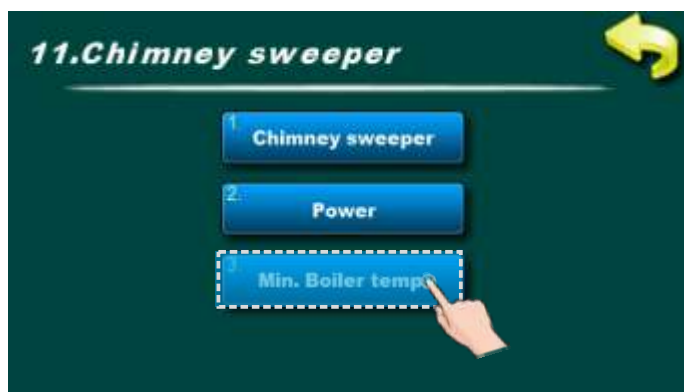 11.Chimney sweeper
1.
Chimney sweeper
2.
Power
3.
Min. Boiler temp